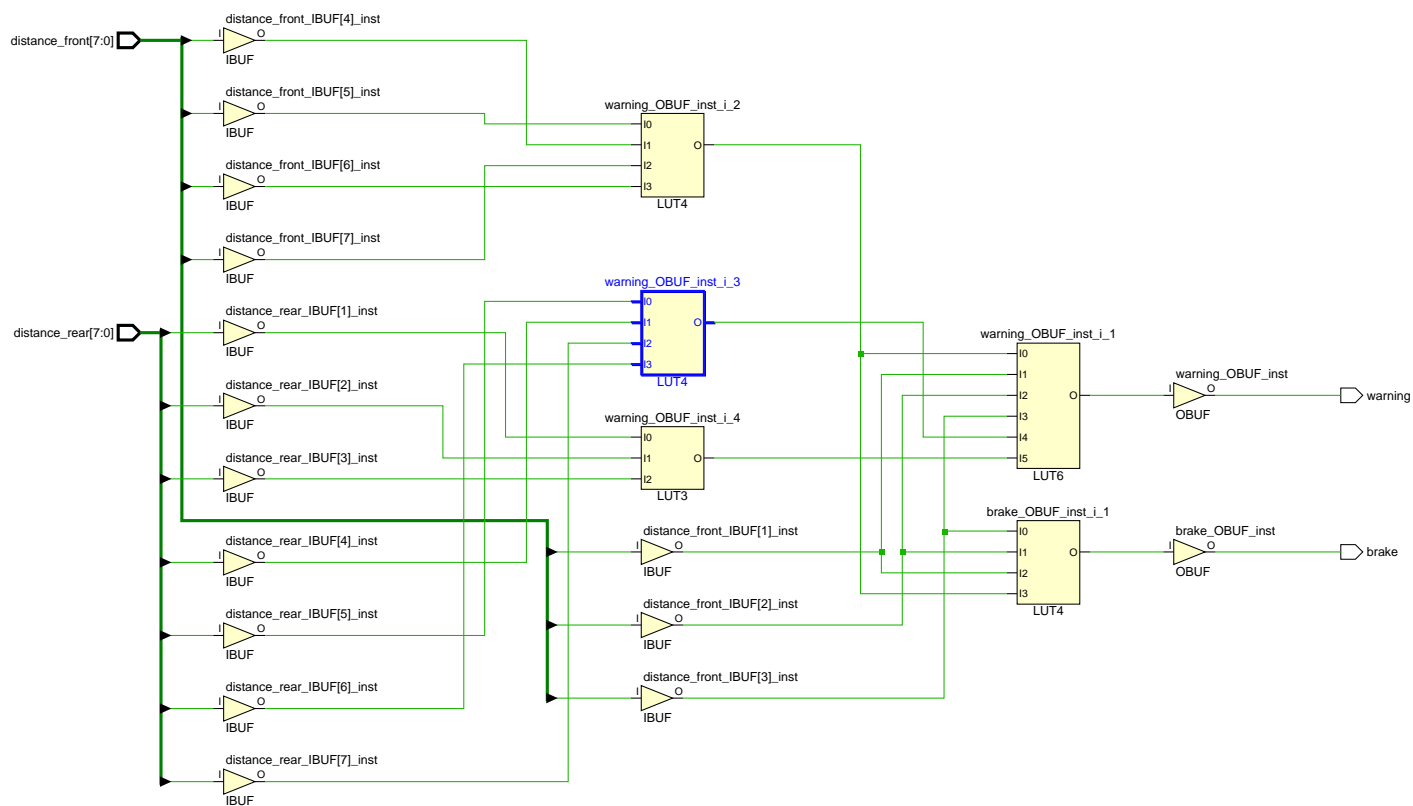 distance_front[7:0]
distance_front_IBUF[4]_inst
I
O
IBUF
distance_front_IBUF[5]_inst
I
O
IBUF
distance_front_IBUF[6]_inst
I
O
IBUF
distance_front_IBUF[7]_inst
I
O
IBUF
distance_rear[7:0]
distance_rear_IBUF[1]_inst
I
O
IBUF
distance_rear_IBUF[2]_inst
I
O
IBUF
distance_rear_IBUF[3]_inst
I
O
IBUF
distance_rear_IBUF[4]_inst
I
O
IBUF
distance_rear_IBUF[5]_inst
I
O
IBUF
distance_rear_IBUF[6]_inst
I
O
IBUF
distance_rear_IBUF[7]_inst
I
O
IBUF
warning_OBUF_inst_i_2
I0
I1
I2
I3
O
LUT4
warning_OBUF_inst_i_3
I0
I1
I2
I3
O
LUT4
warning_OBUF_inst_i_4
I0
I1
I2
O
LUT3
distance_front_IBUF[1]_inst
I
O
IBUF
distance_front_IBUF[2]_inst
I
O
IBUF
distance_front_IBUF[3]_inst
I
O
IBUF
warning_OBUF_inst_i_1
I0
I1
I2
I3
I4
I5
O
LUT6
brake_OBUF_inst_i_1
I0
I1
I2
I3
O
LUT4
warning_OBUF_inst
I
O
OBUF
warning
brake_OBUF_inst
I
O
OBUF
brake